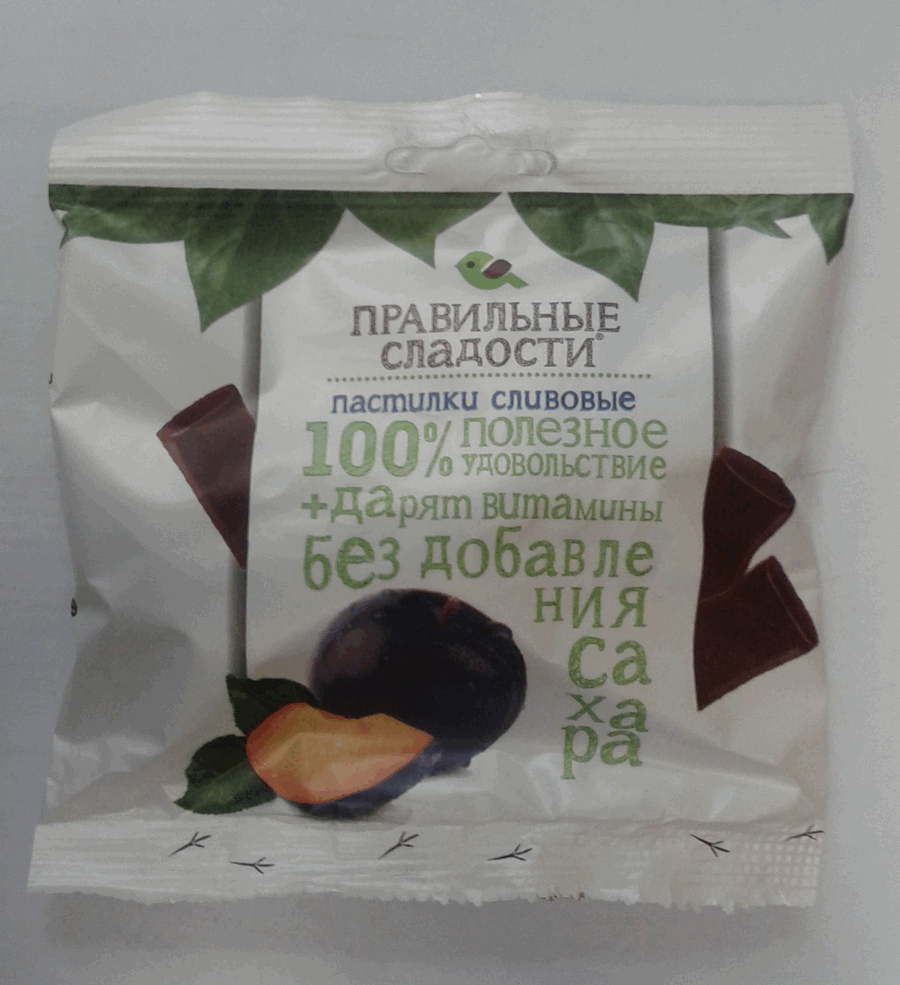 ПРАВИЛЬНЫЕ
СЛАДОСТИ®
пастилки сливовые
100% полезное
удовольствие
+дарят витамины
без добавле
ния
са
ха
ра